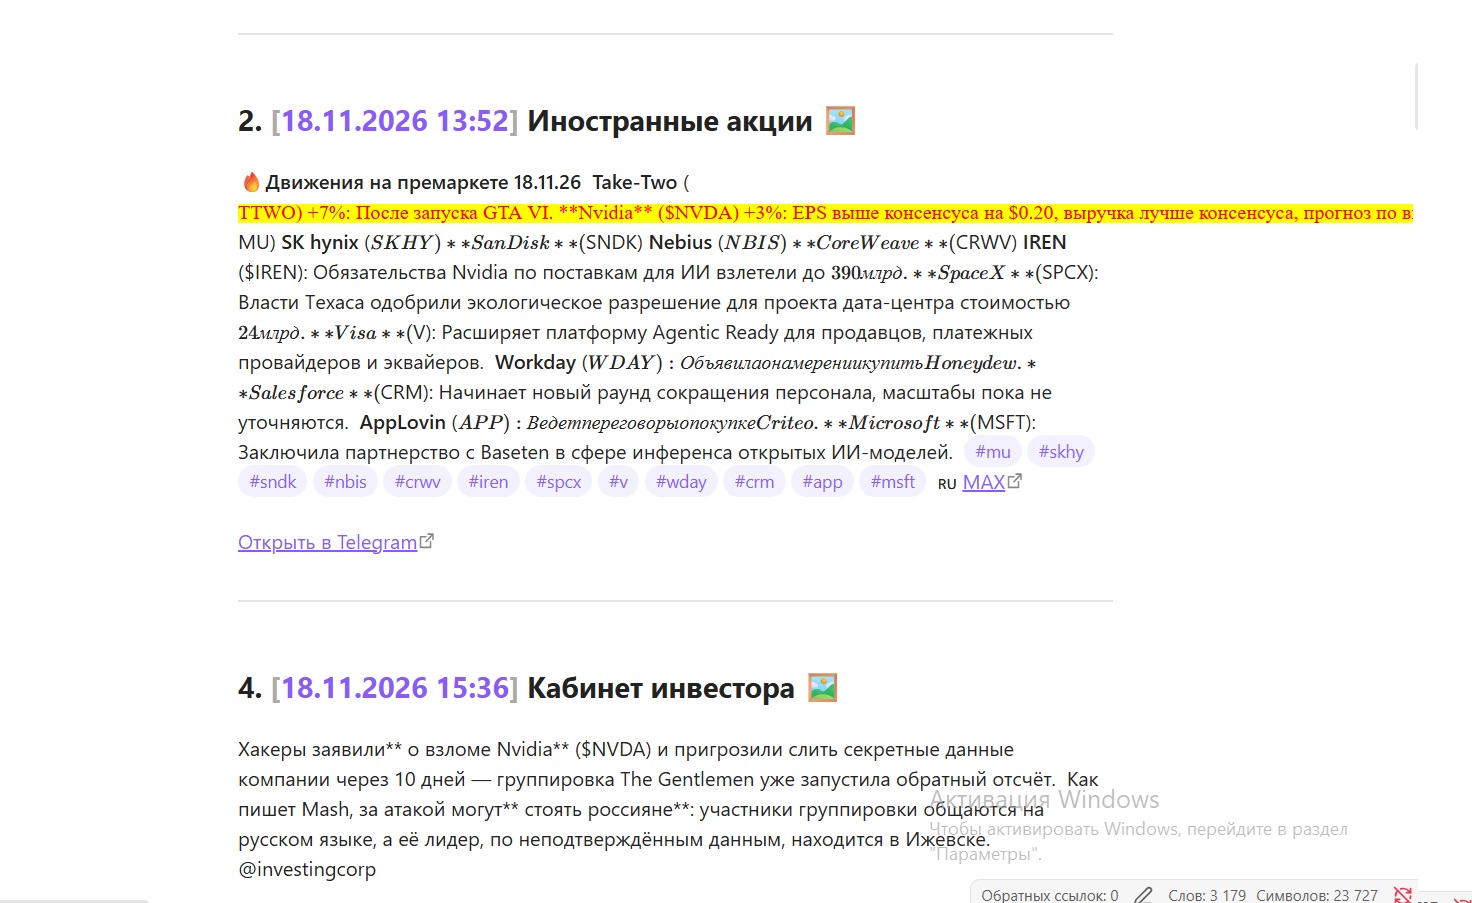 2. [18.11.2026 13:52] Иностранные акции
Движения на премаркете 18.11.26 Take-Two (
TTWO) +7%: После запуска GTA VI. **Nvidia** ($NVDA) +3%: EPS выше консенсуса на $0.20, выручка лучше консенсуса, прогноз по
MU) SK hynix (SKHY) ∗ ∗SanDisk ∗ ∗(SNDK) Nebius (NBIS) ∗ ∗CoreWeave ∗ ∗(CRWV) IREN
($IREN): Обязательства Nvidia по поставкам для ИИ взлетели до 390млрд. ∗ ∗SpaceX ∗ ∗(SPCX):
Власти Техаса одобрили экологическое разрешение для проекта дата-центра стоимостью
24млрд. ∗ ∗Visa ∗ ∗(V): Расширяет платформу Agentic Ready для продавцов, платежных
провайдеров и эквайеров. Workday (WDAY) : ОбъявилаонамерениикупитьHoneydew. ∗
∗Salesforce ∗ ∗(CRM): Начинает новый раунд сокращения персонала, масштабы пока не
уточняются. AppLovin (APP) : ВедетпереговорыопокупкеCriteo. ∗ ∗Microsoft ∗ ∗(MSFT):
Заключила партнерство с Baseten в сфере инференса открытых ИИ-моделей. #mu #skhy
#sndk #nbis #crwv #iren #spcx #v #wday #crm #app #msft RU MAX
Открыть в Telegram
4. [18.11.2026 15:36] Кабинет инвестора
Хакеры заявили** о взломе Nvidia** ($NVDA) и пригрозили слить секретные данные
компании через 10 дней — группировка The Gentlemen уже запустила обратный отсчёт. Как
пишет Mash, за атакой могут** стоять россияне**: участники группировки общаются на
русском языке, а её лидер, по неподтверждённым данным, находится в Ижевске.
@investingcorp
Активация Windows
Чтобы активировать Windows, перейдите в раздел
"Параметры".
Обратных ссылок: 0 Слов: 3 179 Символов: 23 727